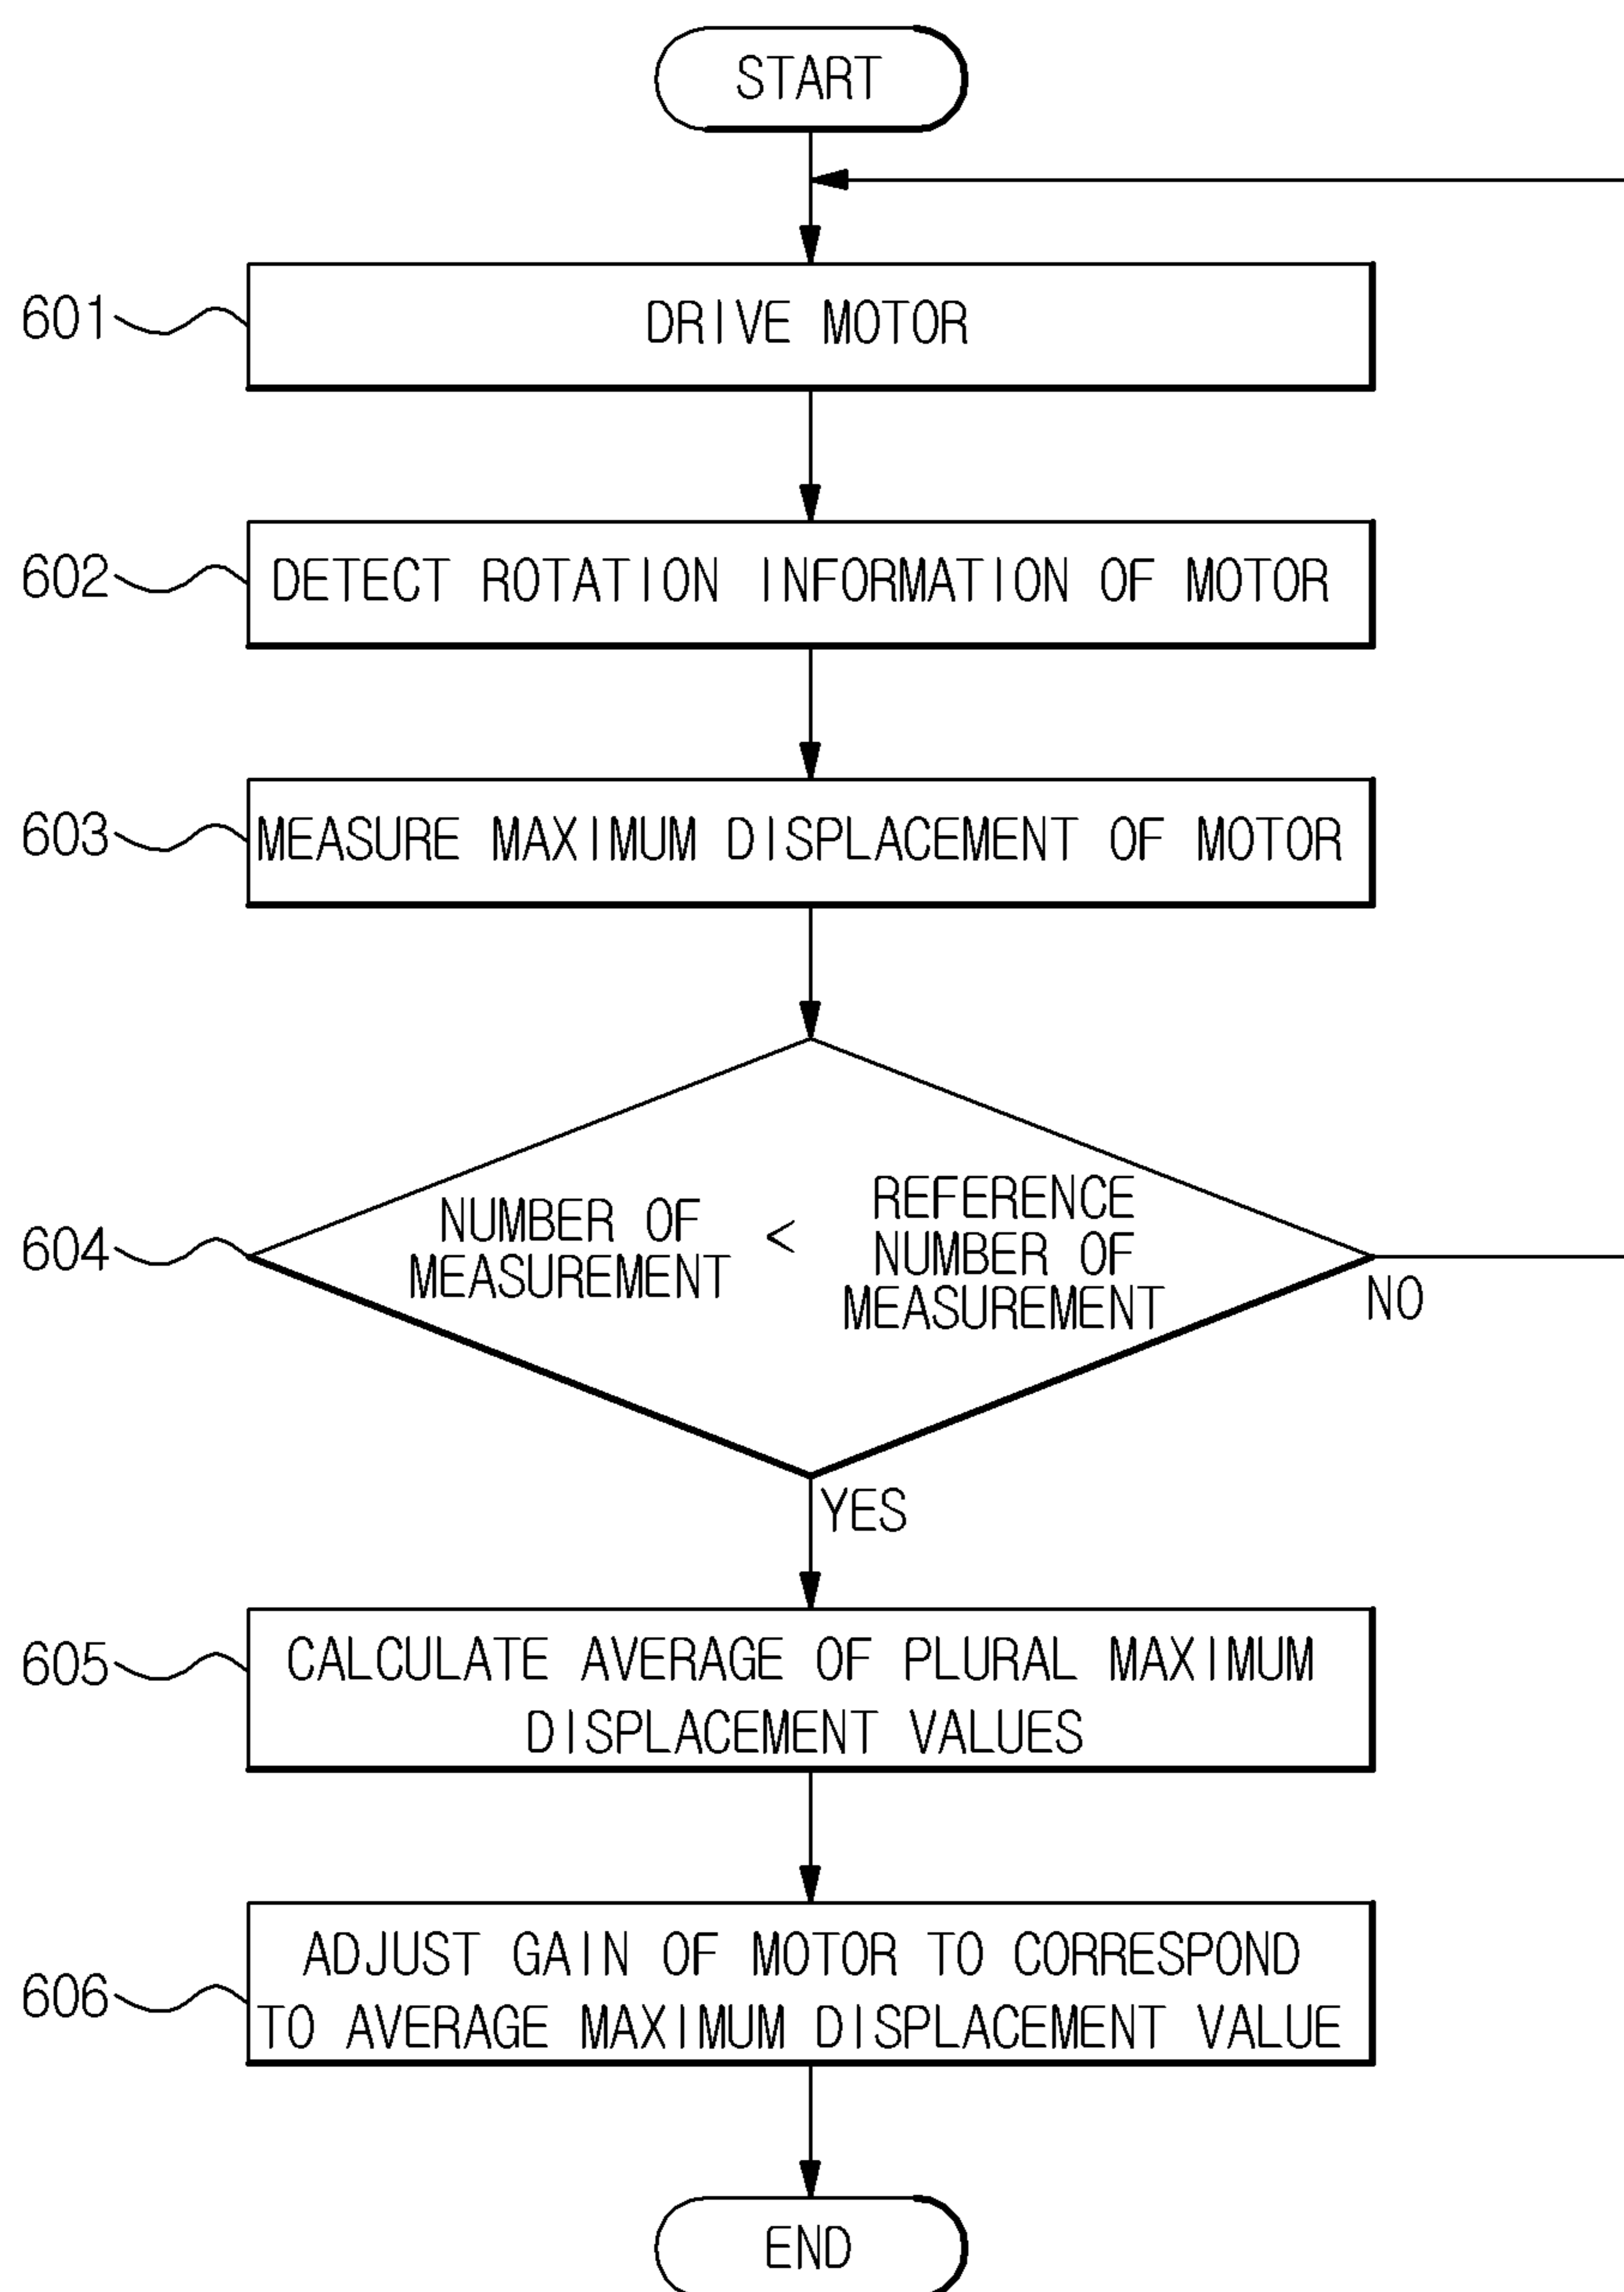 START
601
DRIVE MOTOR
602
DETECT ROTATION INFORMATION OF MOTOR
603
MEASURE MAXIMUM DISPLACEMENT OF MOTOR
604
NUMBER OF
MEASUREMENT
<
REFERENCE
NUMBER OF
MEASUREMENT
NO
YES
605
CALCULATE AVERAGE OF PLURAL MAXIMUM
DISPLACEMENT VALUES
606
ADJUST GAIN OF MOTOR TO CORRESPOND
TO AVERAGE MAXIMUM DISPLACEMENT VALUE
END